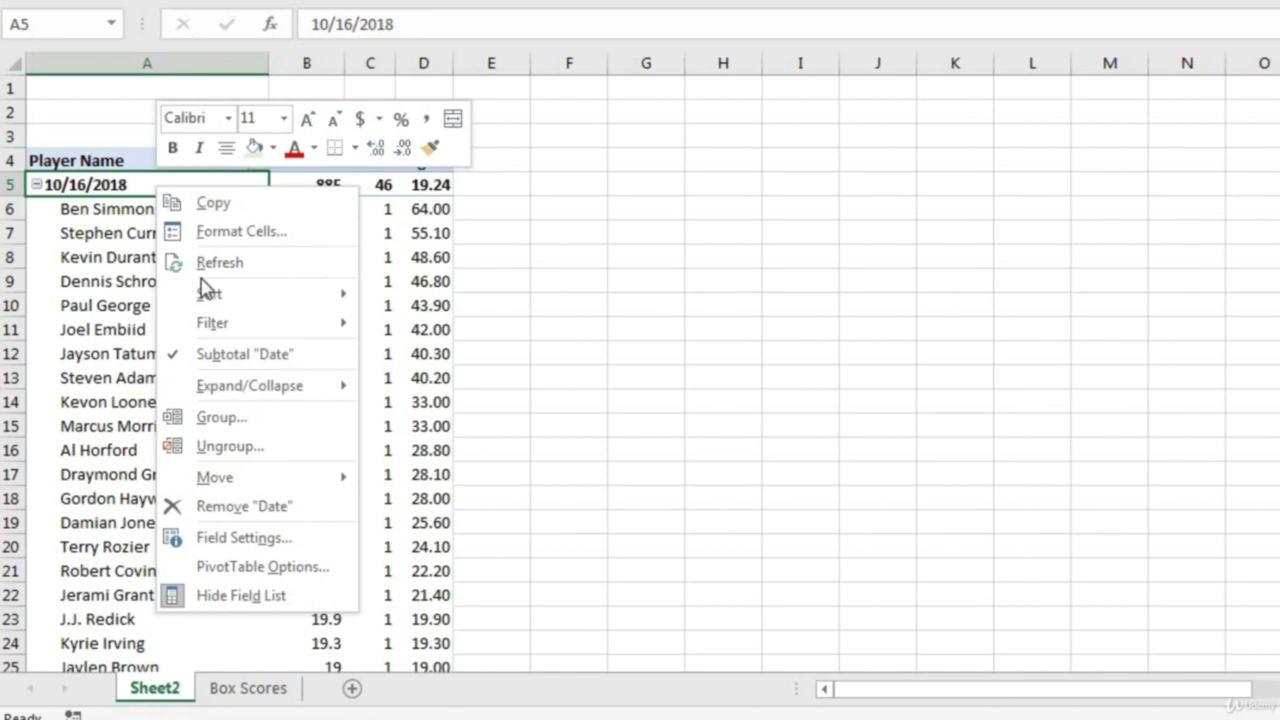 A5 fx 10/16/2018
A B C D E F G H I J K L M N O
1
2 Calibri 11 A A $ % ,
3 B I A .0 .00
4 Player Name
5 10/16/2018 885 46 19.24
Copy
6 Ben Simmon 1 64.00
Format Cells...
7 Stephen Curr 1 55.10
8 Kevin Durant Refresh 1 48.60
9 Dennis Schro 1 46.80
Sort
10 Paul George 1 43.90
Filter
11 Joel Embiid 1 42.00
12 Jayson Tatum Subtotal "Date" 1 40.30
13 Steven Adam Expand/Collapse 1 40.20
14 Kevon Loone 1 33.00
Group...
15 Marcus Morri 1 33.00
16 Al Horford Ungroup... 1 28.80
17 Draymond Gr Move 1 28.10
18 Gordon Hayw Remove "Date" 1 28.00
19 Damian Jone 1 25.60
Field Settings...
20 Terry Rozier 1 24.10
21 Robert Covin PivotTable Options... 1 22.20
22 Jerami Grant Hide Field List 1 21.40
23 J.J. Redick 19.9 1 19.90
24 Kyrie Irving 19.3 1 19.30
25 Jaylen Brown 19 1 19.00
Sheet2 Box Scores
Ready Udemy